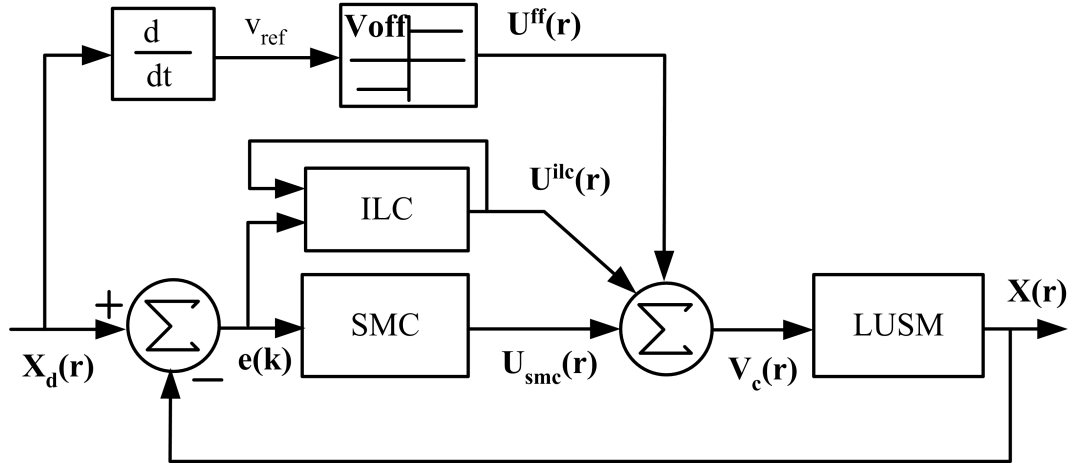 d
dt
v_ref
Voff
U^ff(r)
ILC
U^ilc(r)
+
Σ
−
X_d(r)
e(k)
SMC
U_smc(r)
Σ
V_c(r)
LUSM
X(r)